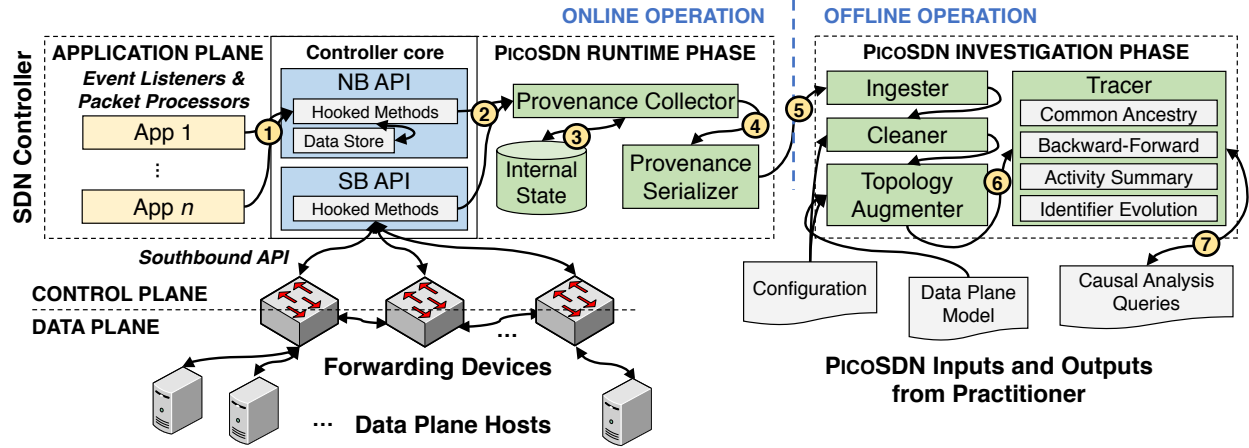 ONLINE OPERATION
OFFLINE OPERATION
SDN Controller
APPLICATION PLANE
Event Listeners &
Packet Processors
App 1
⋮
App n
Controller core
NB API
Hooked Methods
Data Store
SB API
Hooked Methods
1
2
PICOSDN RUNTIME PHASE
Provenance Collector
3
4
Internal
State
Provenance
Serializer
5
PICOSDN INVESTIGATION PHASE
Ingester
Cleaner
Topology
Augmenter
6
Tracer
Common Ancestry
Backward-Forward
Activity Summary
Identifier Evolution
7
Southbound API
CONTROL PLANE
DATA PLANE
...
Forwarding Devices
... Data Plane Hosts
Configuration
Data Plane
Model
Causal Analysis
Queries
PICOSDN Inputs and Outputs
from Practitioner